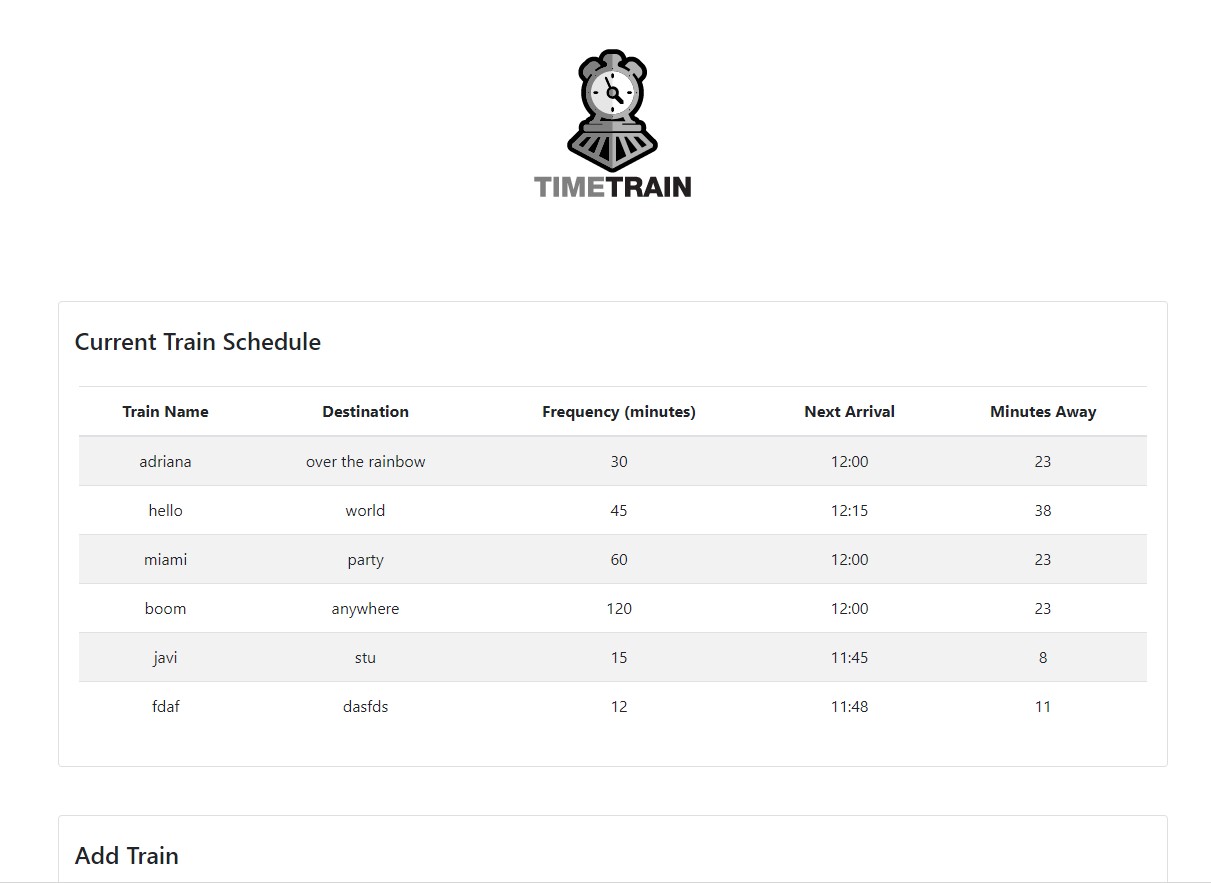 TIMETRAIN
Current Train Schedule
Train Name Destination Frequency (minutes) Next Arrival Minutes Away
adriana over the rainbow 30 12:00 23
hello world 45 12:15 38
miami party 60 12:00 23
boom anywhere 120 12:00 23
javi stu 15 11:45 8
fdaf dasfds 12 11:48 11
Add Train